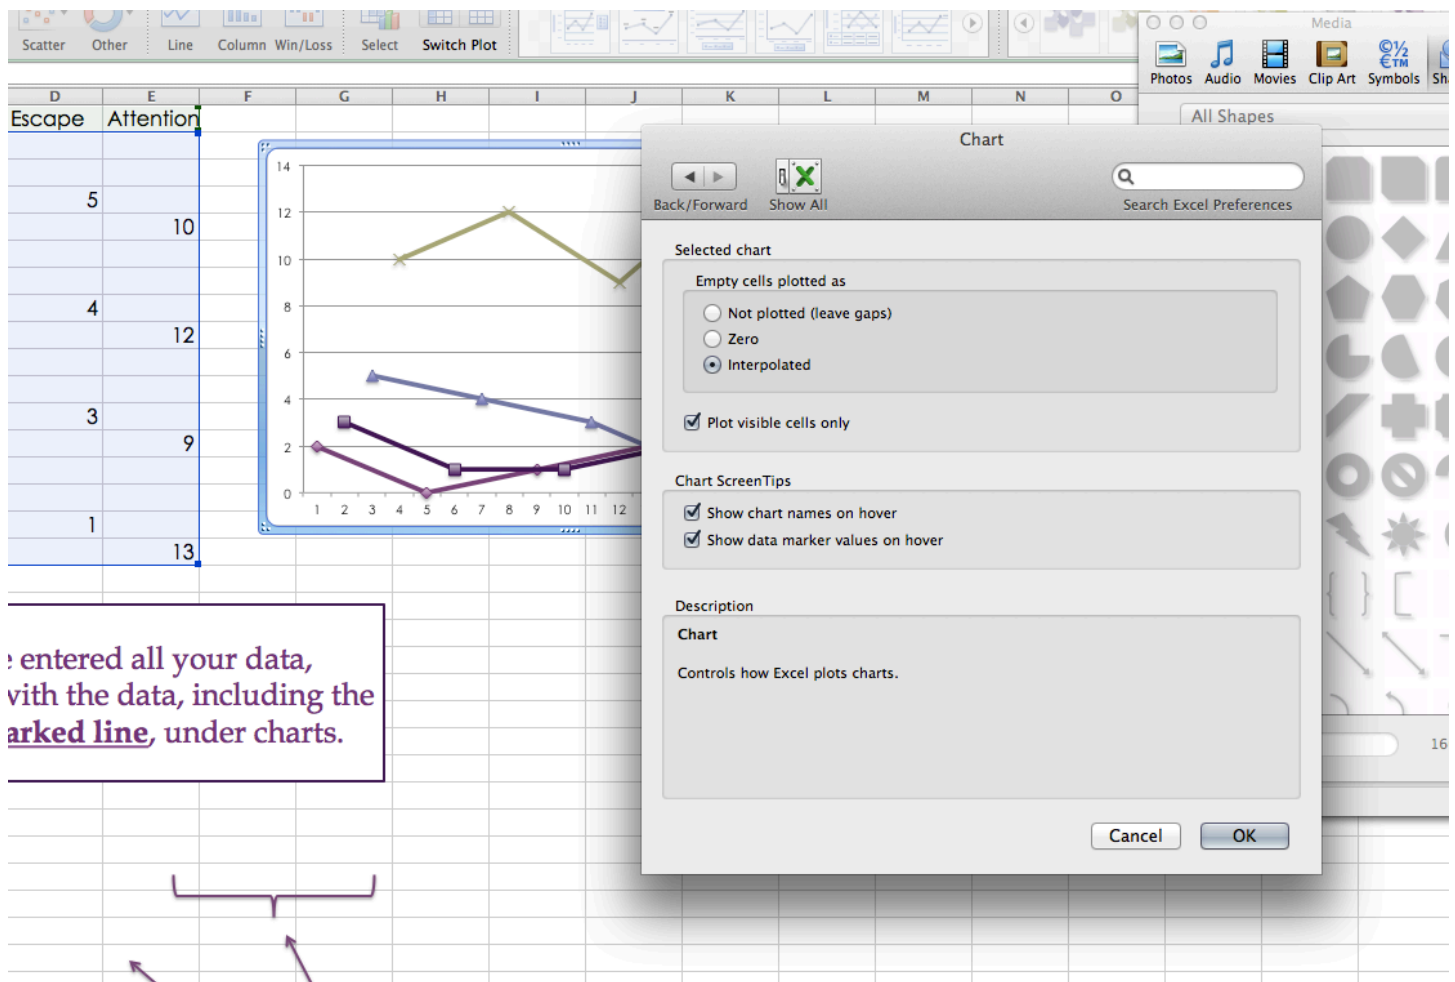 Scatter Other Line Column Win/Loss Select Switch Plot
Media
Photos Audio Movies Clip Art Symbols
All Shapes
D E F G H I J K L M N O
Escape Attention
5
10
4
12
3
9
1
13
14
12
10
8
6
4
2
0
1 2 3 4 5 6 7 8 9 10 11 12
Chart
Back/Forward Show All Search Excel Preferences
Selected chart
Empty cells plotted as
Not plotted (leave gaps)
Zero
Interpolated
Plot visible cells only
Chart ScreenTips
Show chart names on hover
Show data marker values on hover
Description
Chart
Controls how Excel plots charts.
Cancel OK
entered all your data,
with the data, including the
arked line, under charts.
16